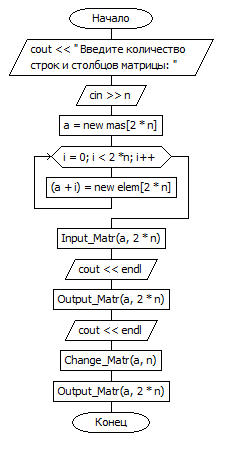 Начало
cout << "Введите количество
строк и столбцов матрицы: "
cin >> n
a = new mas[2 * n]
i = 0; i < 2 *n; i++
(a + i) = new elem[2 * n]
Input_Matr(a, 2 * n)
cout << endl
Output_Matr(a, 2 * n)
cout << endl
Change_Matr(a, n)
Output_Matr(a, 2 * n)
Конец